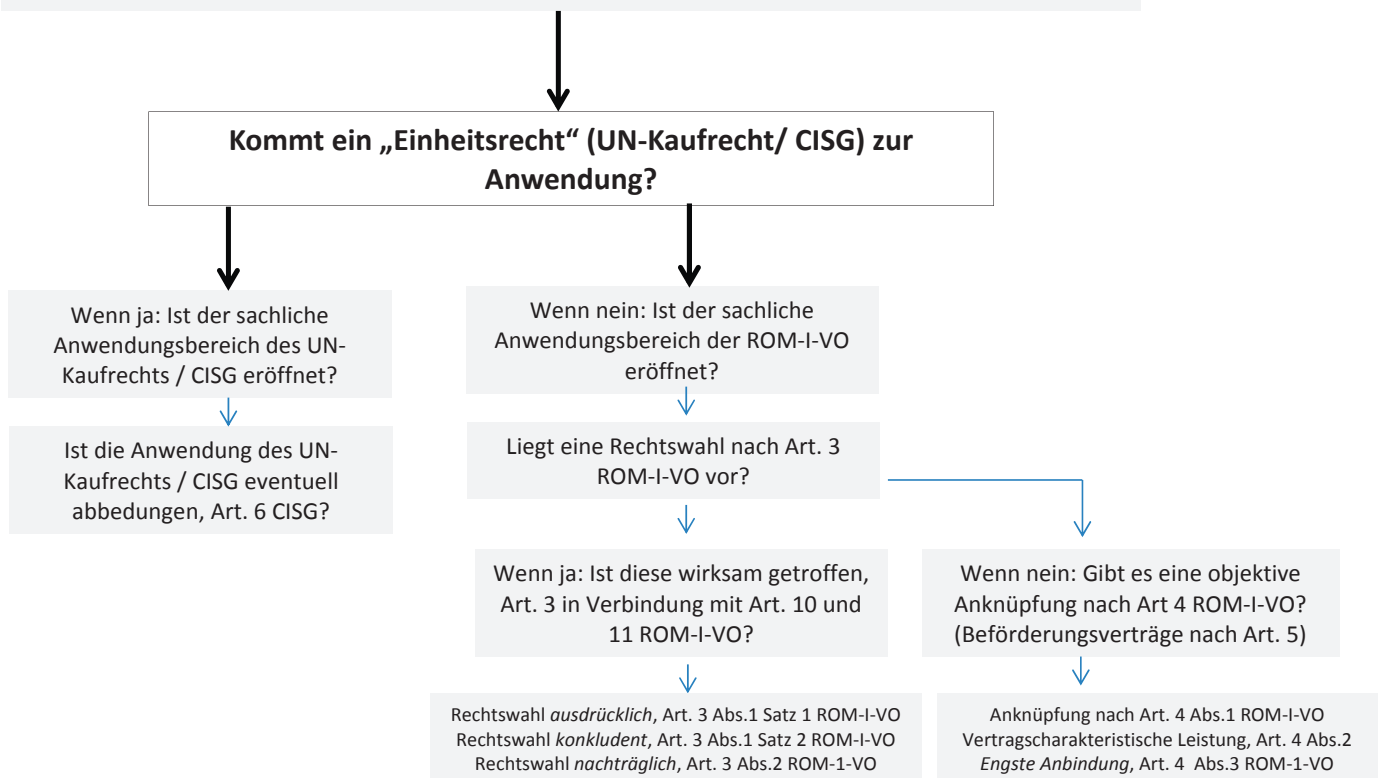 Kommt ein „Einheitsrecht“ (UN-Kaufrecht/ CISG) zur
Anwendung?
Wenn ja: Ist der sachliche
Anwendungsbereich des UN-
Kaufrechts / CISG eröffnet?
Ist die Anwendung des UN-
Kaufrechts / CISG eventuell
abbedungen, Art. 6 CISG?
Wenn nein: Ist der sachliche
Anwendungsbereich der ROM-I-VO
eröffnet?
Liegt eine Rechtswahl nach Art. 3
ROM-I-VO vor?
Wenn ja: Ist diese wirksam getroffen,
Art. 3 in Verbindung mit Art. 10 und
11 ROM-I-VO?
Rechtswahl ausdrücklich, Art. 3 Abs.1 Satz 1 ROM-I-VO
Rechtswahl konkludent, Art. 3 Abs.1 Satz 2 ROM-I-VO
Rechtswahl nachträglich, Art. 3 Abs.2 ROM-1-VO
Wenn nein: Gibt es eine objektive
Anknüpfung nach Art 4 ROM-I-VO?
(Beförderungsverträge nach Art. 5)
Anknüpfung nach Art. 4 Abs.1 ROM-I-VO
Vertragscharakteristische Leistung, Art. 4 Abs.2
Engste Anbindung, Art. 4 Abs.3 ROM-1-VO